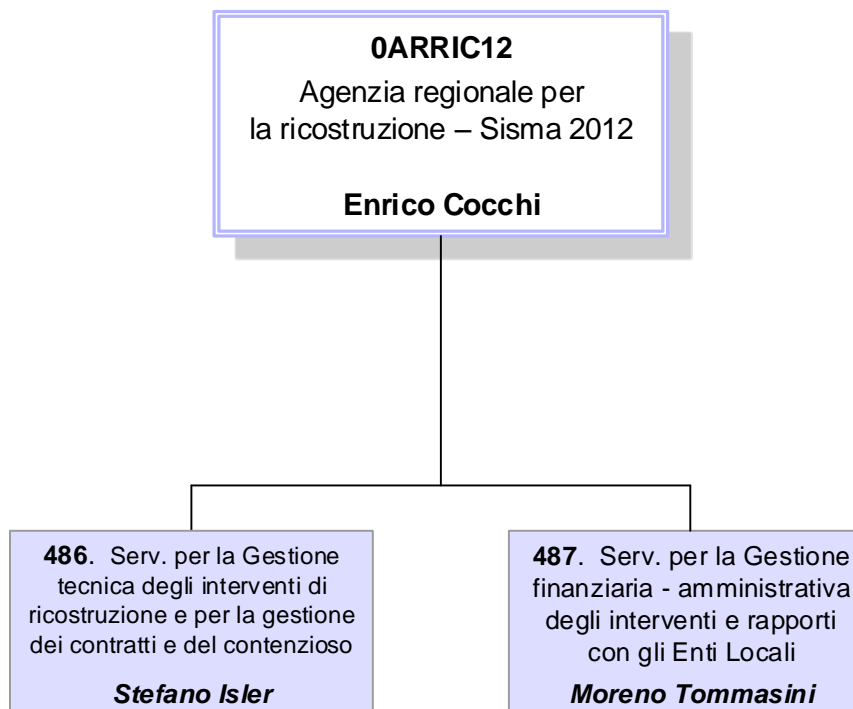 0ARRIC12
Agenzia regionale per
la ricostruzione – Sisma 2012
Enrico Cocchi
486. Serv. per la Gestione
tecnica degli interventi di
ricostruzione e per la gestione
dei contratti e del contenzioso
Stefano Isler
487. Serv. per la Gestione
finanziaria - amministrativa
degli interventi e rapporti
con gli Enti Locali
Moreno Tommasini